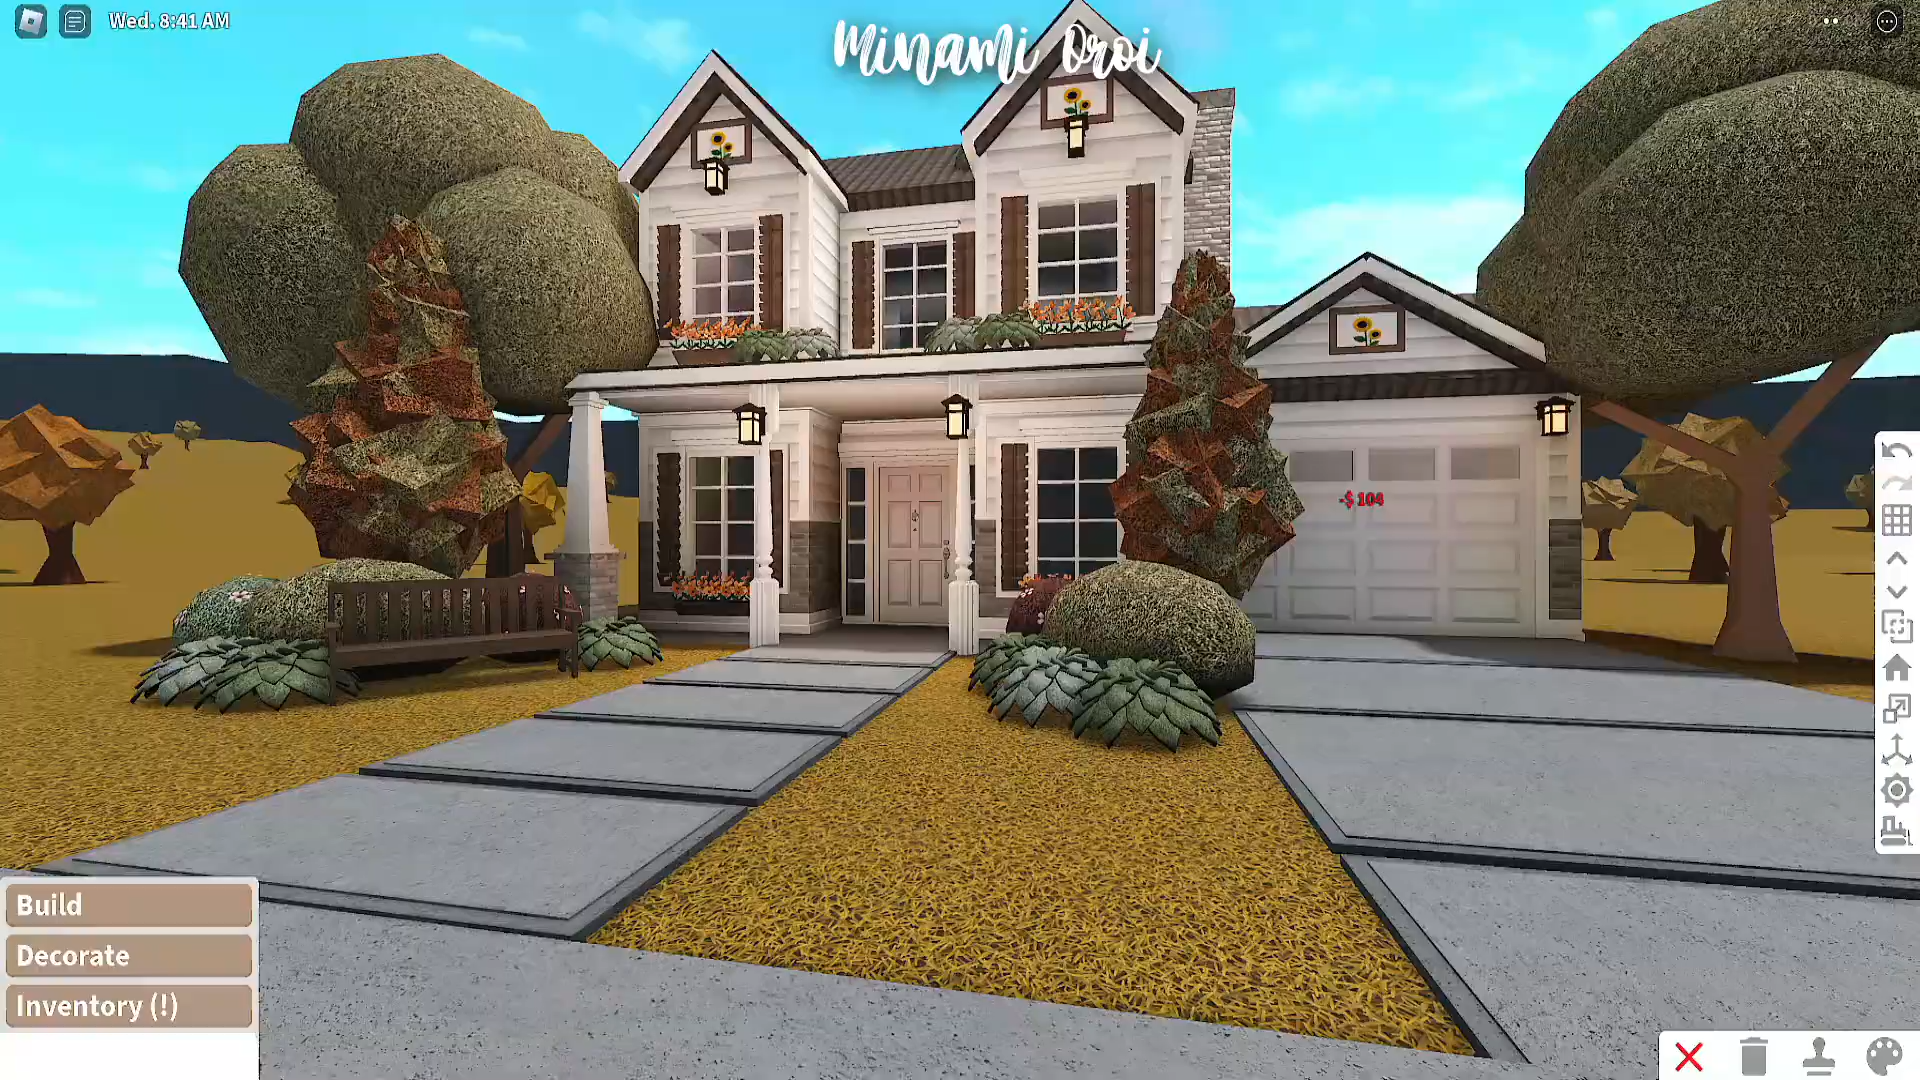 Wed. 8:41 AM
Minami Oroi
-$ 104
Build
Decorate
Inventory (!)